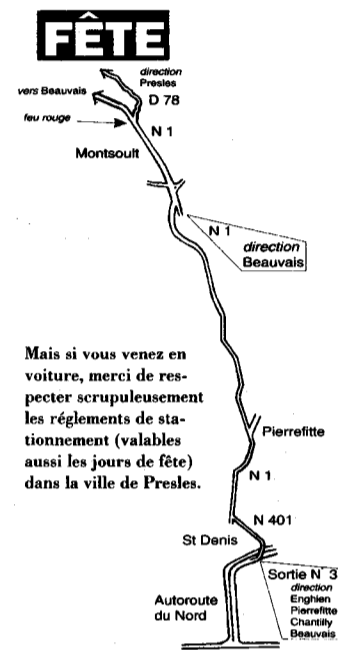 FÊTE
direction
Presles
D 78
vers Beauvais
feu rouge
N 1
Montsoult
N 1
direction
Beauvais
Mais si vous venez en
voiture, merci de res-
pecter scrupuleusement
les réglements de sta-
tionnement (valables
aussi les jours de fête)
dans la ville de Presles.
Pierrefitte
N 1
N 401
St Denis
Sortie N° 3
direction
Enghien
Pierrefitte
Chantilly
Beauvais
Autoroute
du Nord